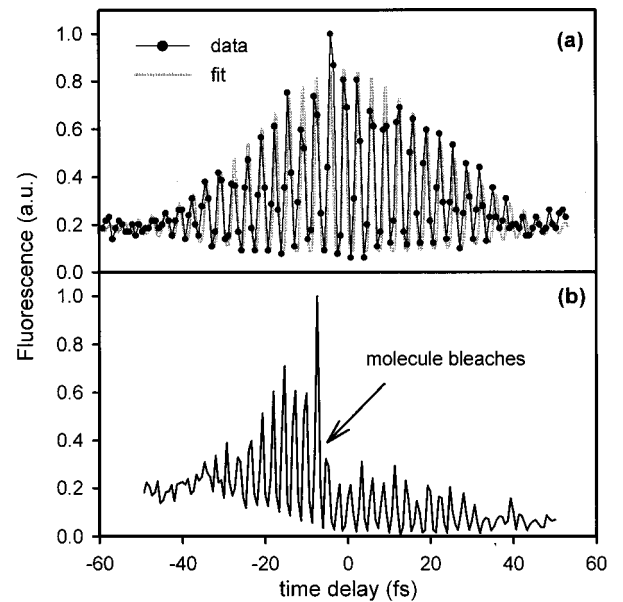 (a)
data
fit
1.0
0.8
0.6
0.4
0.2
0.0
Fluorescence (a.u.)
(b)
1.0
molecule bleaches
0.8
0.6
0.4
0.2
0.0
-60 -40 -20 0 20 40 60
time delay (fs)